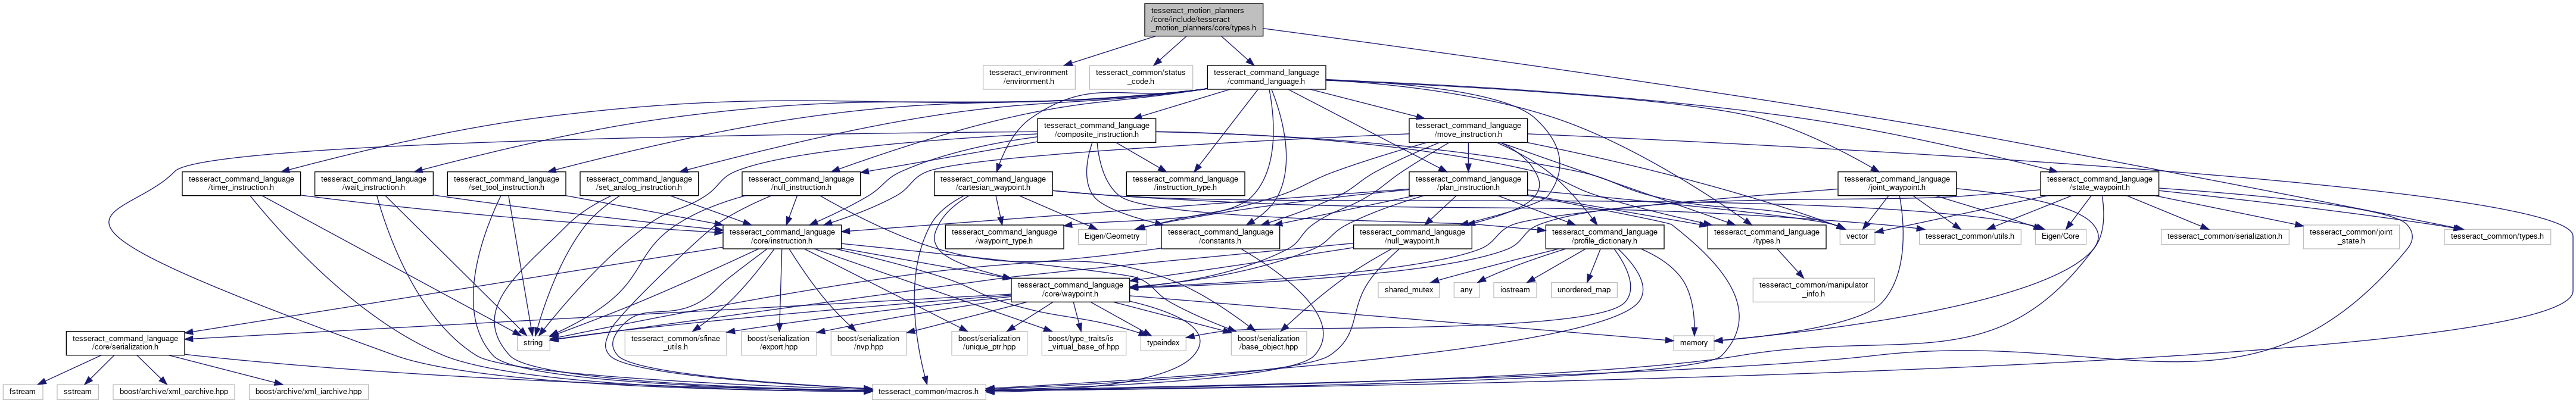 tesseract_motion_planners
/core/include/tesseract
_motion_planners/core/types.h
tesseract_environment
/environment.h
tesseract_common/status
_code.h
tesseract_command_language
/command_language.h
tesseract_command_language
/composite_instruction.h
tesseract_command_language
/move_instruction.h
tesseract_command_language
/timer_instruction.h
tesseract_command_language
/wait_instruction.h
tesseract_command_language
/set_tool_instruction.h
tesseract_command_language
/set_analog_instruction.h
tesseract_command_language
/null_instruction.h
tesseract_command_language
/cartesian_waypoint.h
tesseract_command_language
/instruction_type.h
tesseract_command_language
/plan_instruction.h
tesseract_command_language
/joint_waypoint.h
tesseract_command_language
/state_waypoint.h
tesseract_command_language
/core/instruction.h
tesseract_command_language
/waypoint_type.h
Eigen/Geometry
tesseract_command_language
/constants.h
tesseract_command_language
/null_waypoint.h
tesseract_command_language
/profile_dictionary.h
tesseract_command_language
/types.h
vector
tesseract_common/utils.h
Eigen/Core
tesseract_common/serialization.h
tesseract_common/joint
_state.h
tesseract_common/types.h
tesseract_command_language
/core/waypoint.h
shared_mutex
any
iostream
unordered_map
tesseract_common/manipulator
_info.h
tesseract_command_language
/core/serialization.h
string
tesseract_common/sfinae
_utils.h
boost/serialization
/export.hpp
boost/serialization
/nvp.hpp
boost/serialization
/unique_ptr.hpp
boost/type_traits/is
_virtual_base_of.hpp
typeindex
boost/serialization
/base_object.hpp
memory
fstream
sstream
boost/archive/xml_oarchive.hpp
boost/archive/xml_iarchive.hpp
tesseract_common/macros.h